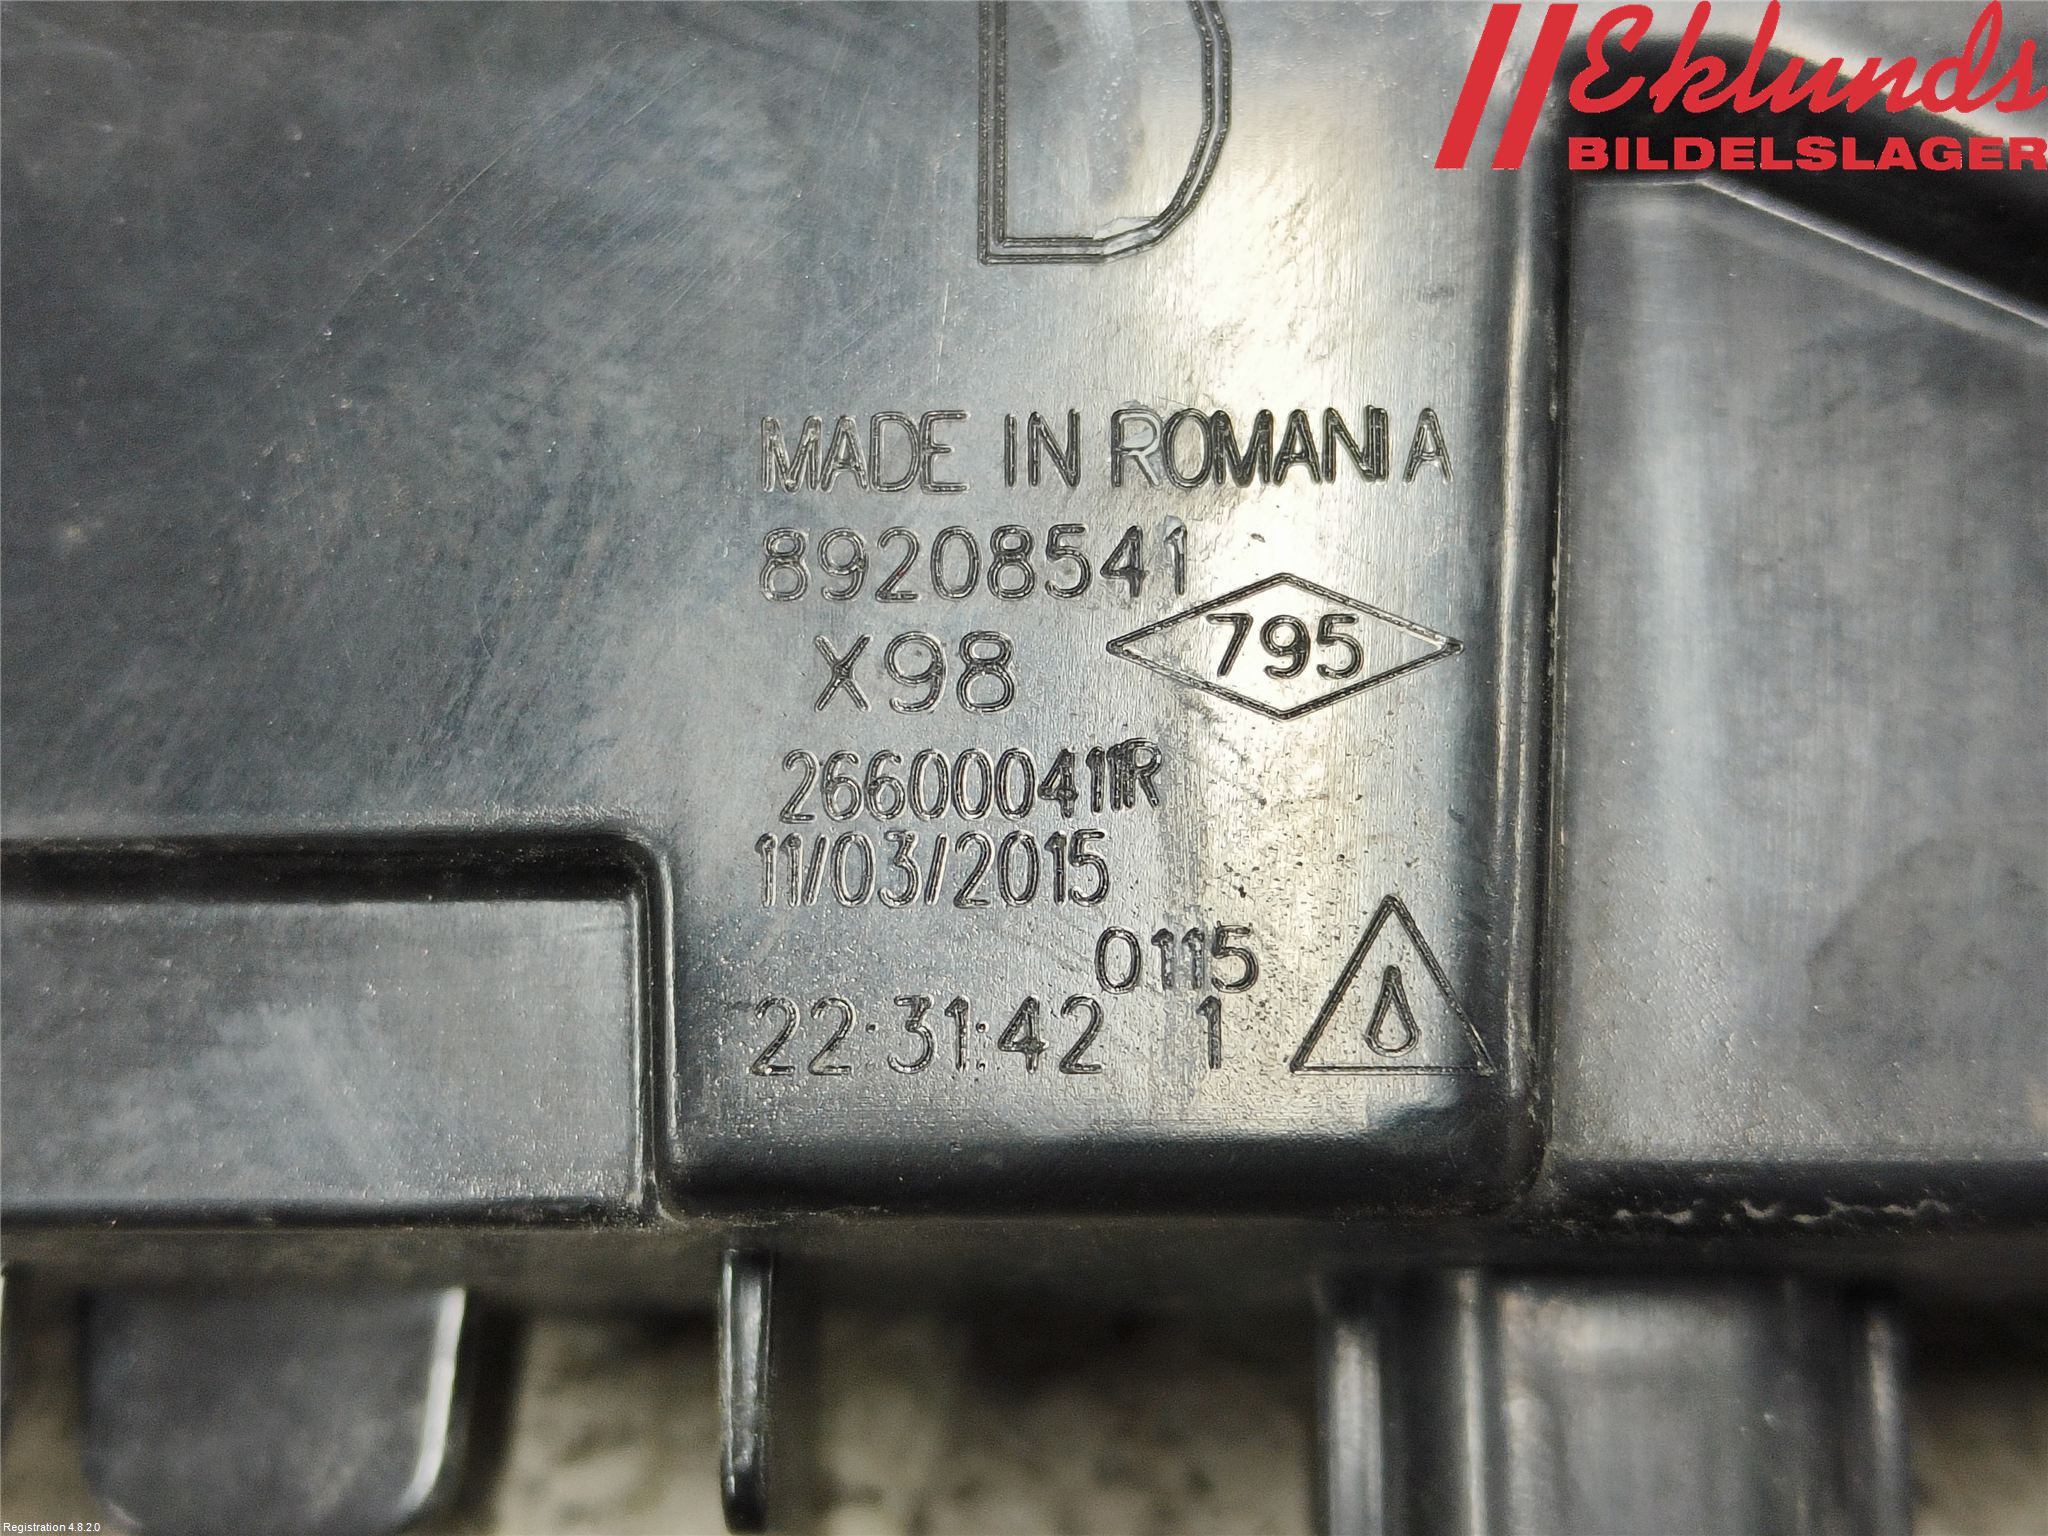 D
Eklunds
BILDELSLAGER
MADE IN ROMANIA
89208541
X98
795
266000411R
11/03/2015
0115
22:31:42 1
Registration 4.8.2.0